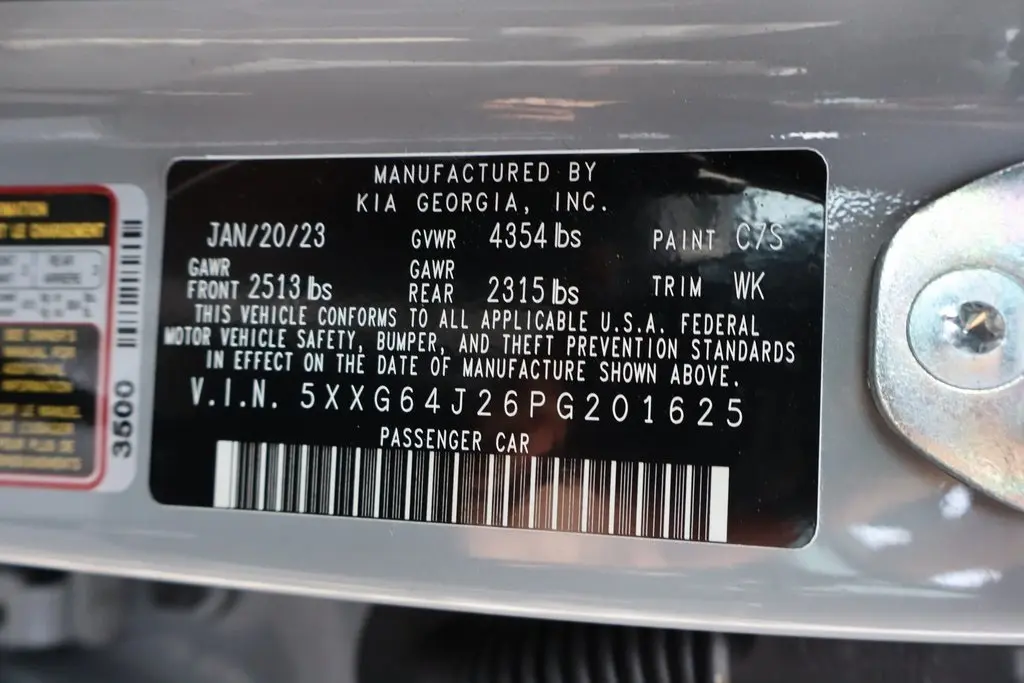 MANUFACTURED BY
KIA GEORGIA, INC.
JAN/20/23 GVWR 4354 lbs PAINT C/S
GAWR FRONT 2513 lbs GAWR REAR 2315 lbs TRIM WK
THIS VEHICLE CONFORMS TO ALL APPLICABLE U.S.A. FEDERAL
MOTOR VEHICLE SAFETY, BUMPER, AND THEFT PREVENTION STANDARDS
IN EFFECT ON THE DATE OF MANUFACTURE SHOWN ABOVE.
V.I.N. 5XXG64J26PG201625
PASSENGER CAR
REAR
3500